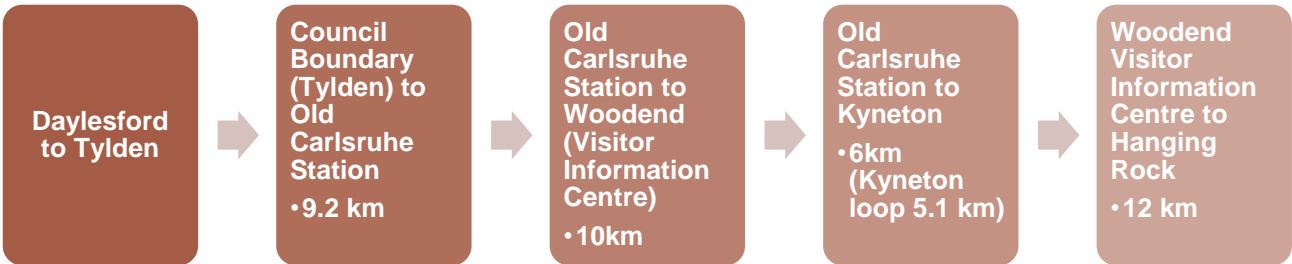 Daylesford
to Tylden
Council
Boundary
(Tylden) to
Old
Carlsruhe
Station
•9.2 km
Old
Carlsruhe
Station to
Woodend
(Visitor
Information
Centre)
•10km
Old
Carlsruhe
Station to
Kyneton
•6km
(Kyneton
loop 5.1 km)
Woodend
Visitor
Information
Centre to
Hanging
Rock
•12 km